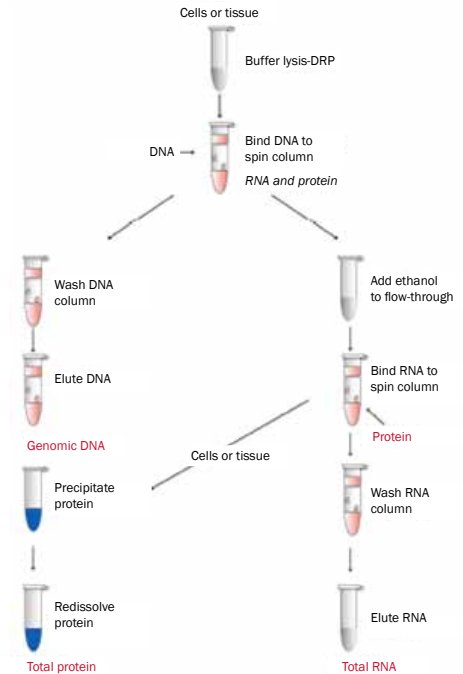 Cells or tissue
Buffer lysis-DRP
DNA
Bind DNA to
spin column
RNA and protein
Wash DNA
column
Add ethanol
to flow-through
Elute DNA
Bind RNA to
spin column
Genomic DNA
Protein
Cells or tissue
Precipitate
protein
Wash RNA
column
Redissolve
protein
Elute RNA
Total protein
Total RNA